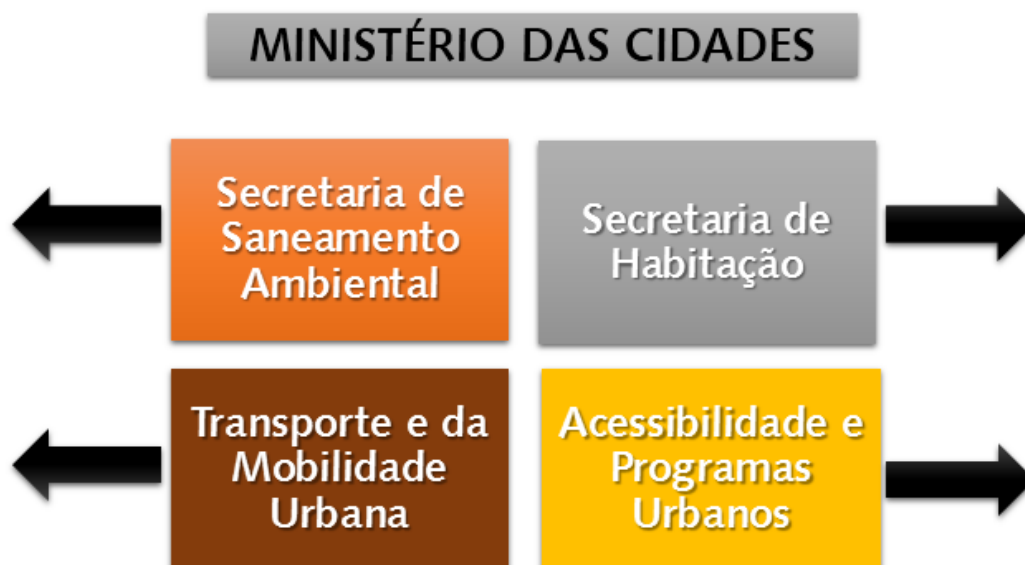 MINISTÉRIO DAS CIDADES
Secretaria de
Saneamento
Ambiental
Secretaria de
Habitação
Transporte e da
Mobilidade
Urbana
Acessibilidade e
Programas
Urbanos